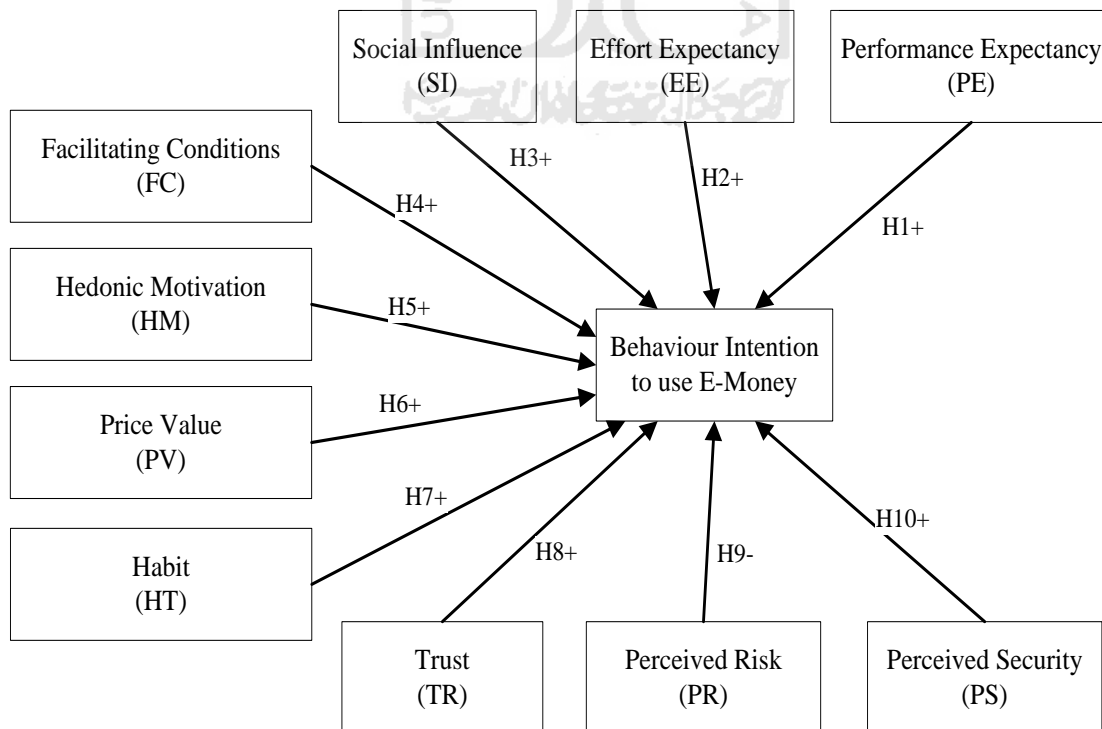 Social Influence
(SI)
Effort Expectancy
(EE)
Performance Expectancy
(PE)
Facilitating Conditions
(FC)
H3+
H2+
H1+
H4+
Hedonic Motivation
(HM)
H5+
Behaviour Intention
to use E-Money
Price Value
(PV)
H6+
H7+
Habit
(HT)
H8+
H9-
H10+
Trust
(TR)
Perceived Risk
(PR)
Perceived Security
(PS)